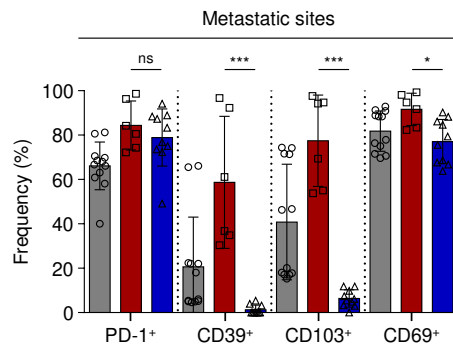 Metastatic sites
ns
***
***
*
Frequency (%)
100
80
60
40
20
0
PD-1⁺
CD39⁺
CD103⁺
CD69⁺